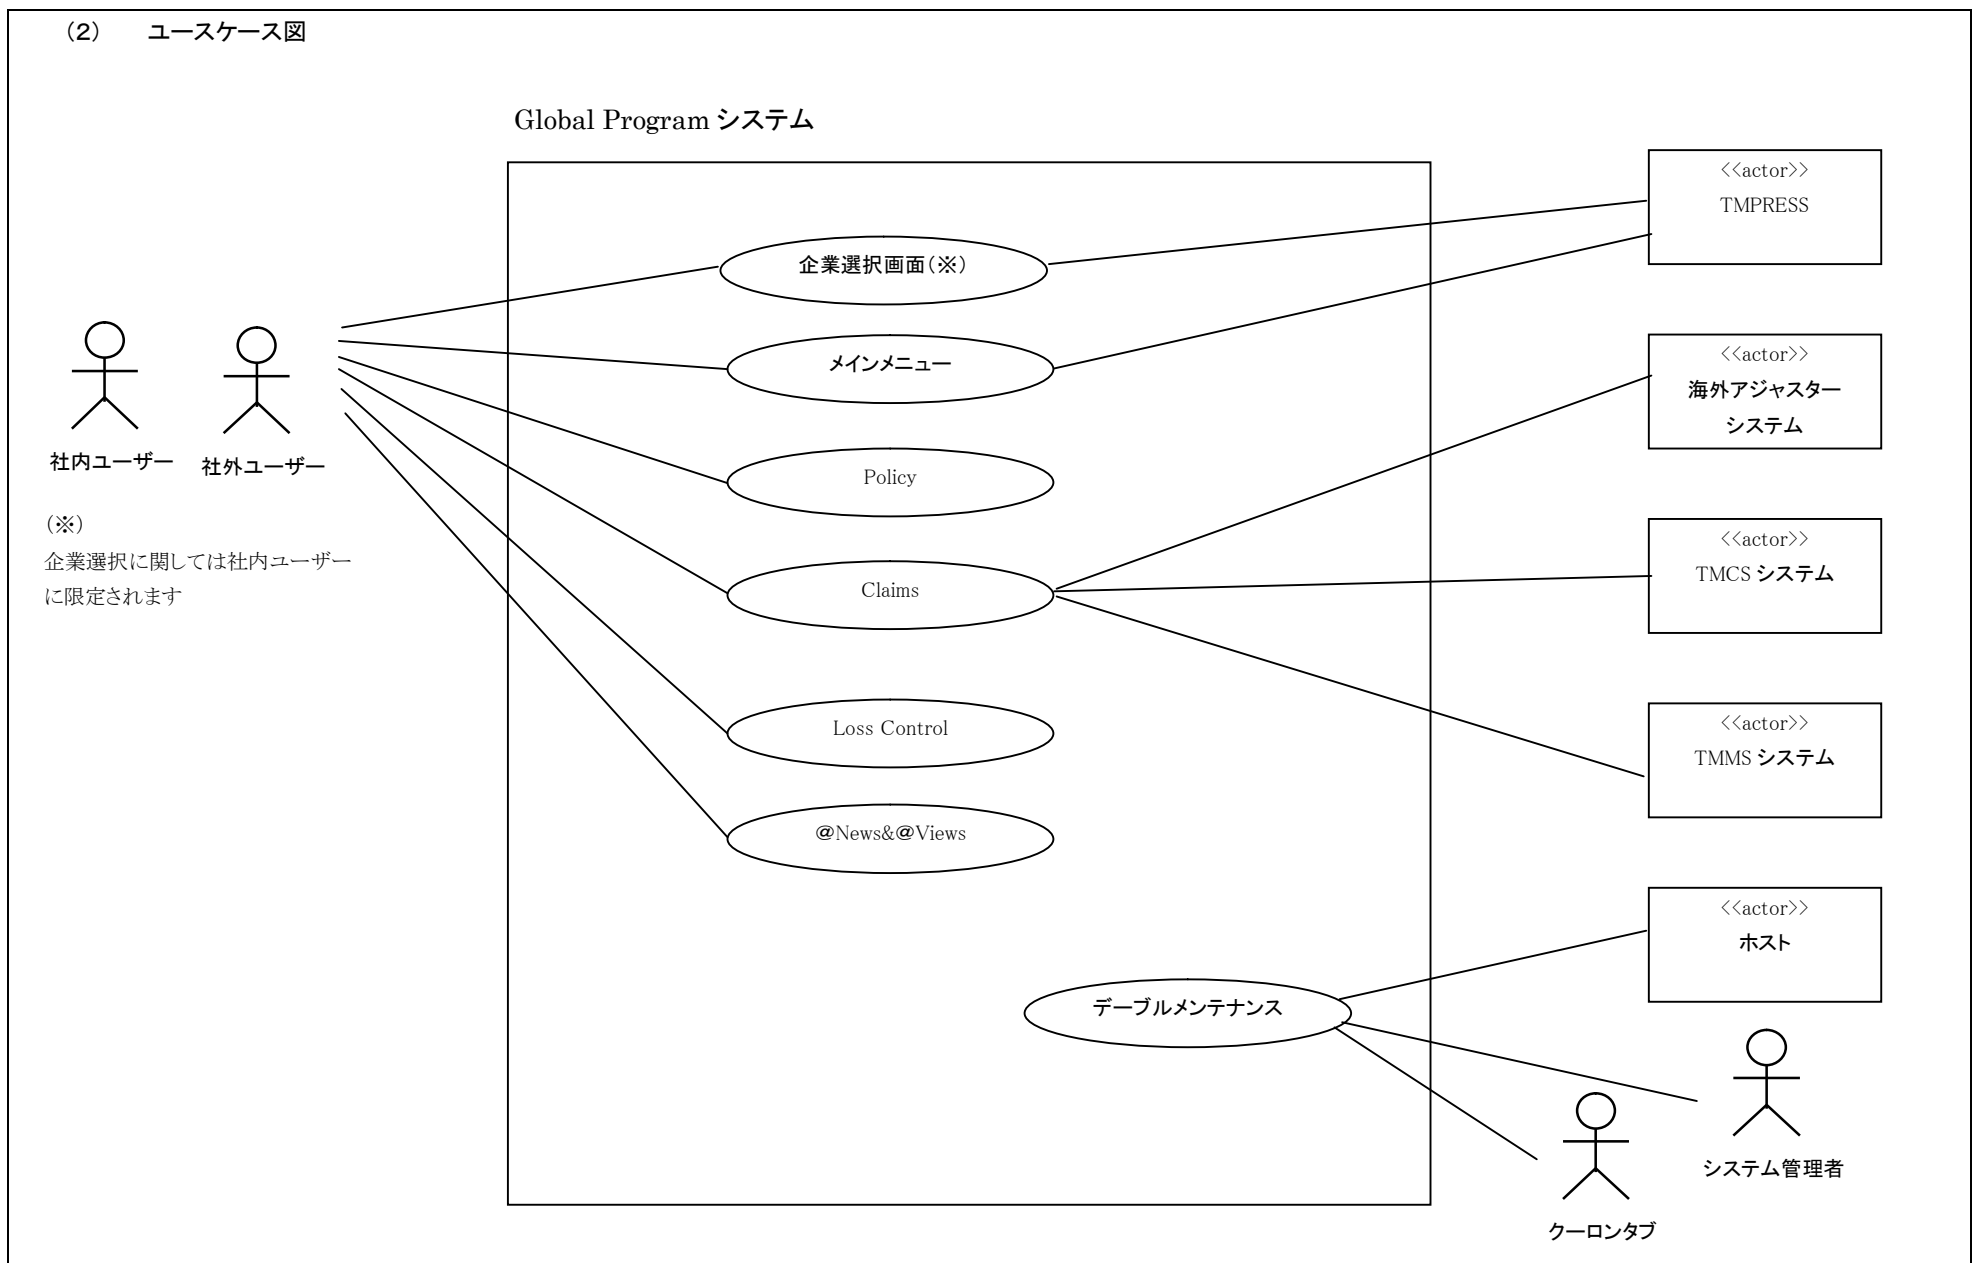 (2) ユースケース図
Global Program システム
<<actor>>
TMPRESS
企業選択画面(※)
メインメニュー
<<actor>>
海外アジャスター
システム
社内ユーザー
社外ユーザー
Policy
(※)
企業選択に関しては社内ユーザー
に限定されます
<<actor>>
TMCS システム
Claims
<<actor>>
TMMS システム
Loss Control
@News&@Views
<<actor>>
ホスト
デーブルメンテナンス
システム管理者
クーロンタブ